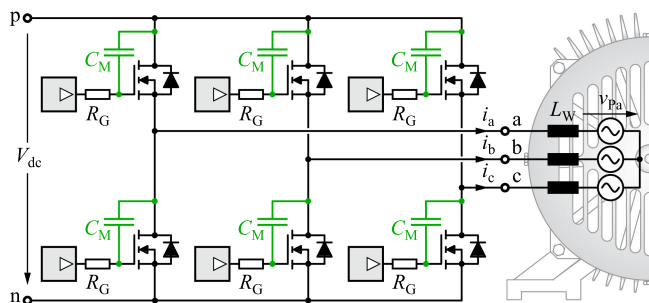 p
C_M C_M C_M
R_G R_G R_G
V_dc
i_a a L_W v_Pa
i_b b
i_c c
C_M C_M C_M
R_G R_G R_G
n